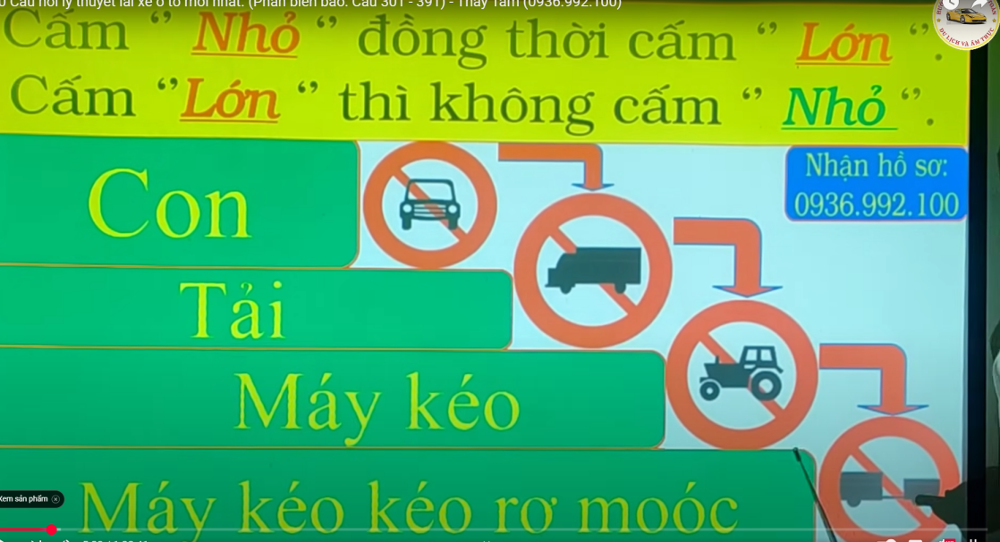 0 Câu hỏi lý thuyết lái xe ô tô mới nhất. (Phần biển báo. Câu 301 - 391) - Thầy Tâm (0936.992.100)
Cấm “ Nhỏ “ đồng thời cấm “ Lớn “.
Cấm “Lớn “ thì không cấm “ Nhỏ “.
DU LỊCH VÀ ẨM THỰC
Nhận hồ sơ:
0936.992.100
Con
Tải
Máy kéo
Máy kéo kéo rơ moóc
Xem sản phẩm